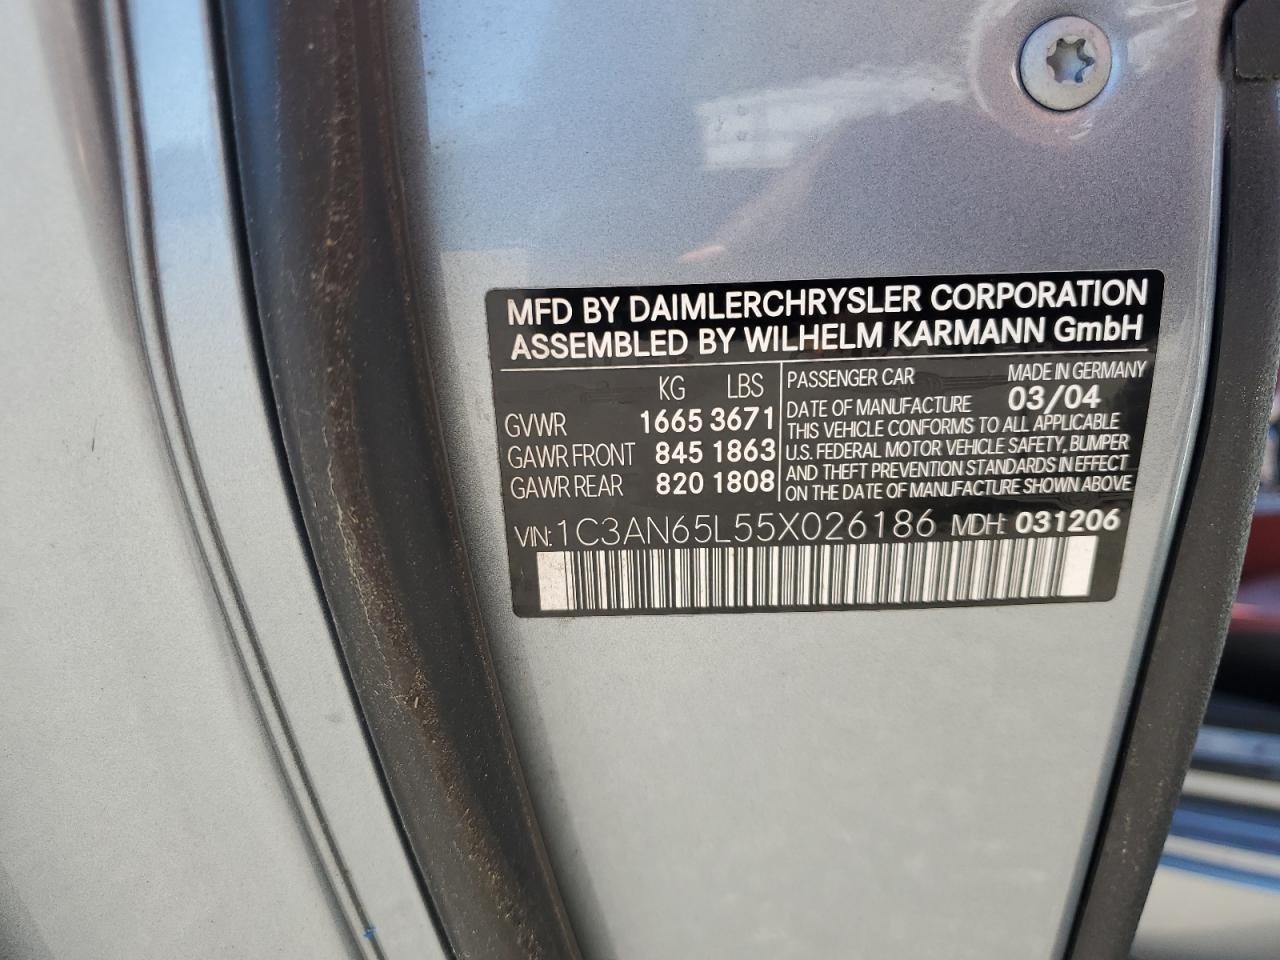 MFD BY DAIMLERCHRYSLER CORPORATION
ASSEMBLED BY WILHELM KARMANN GmbH
KG LBS
GVWR 1665 3671
GAWR FRONT 845 1863
GAWR REAR 820 1808
PASSENGER CAR MADE IN GERMANY
DATE OF MANUFACTURE 03/04
THIS VEHICLE CONFORMS TO ALL APPLICABLE
U.S. FEDERAL MOTOR VEHICLE SAFETY, BUMPER
AND THEFT PREVENTION STANDARDS IN EFFECT
ON THE DATE OF MANUFACTURE SHOWN ABOVE
VIN: 1C3AN65L55X026186 MDH: 031206